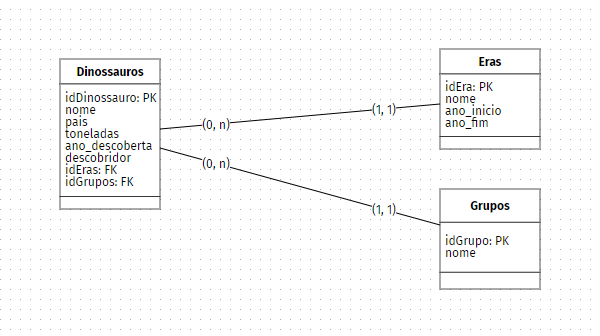 Dinossauros
idDinossauro: PK
nome
pais
toneladas
ano_descoberta
descobridor
idEras: FK
idGrupos: FK
(0, n)
(1, 1)
(0, n)
(1, 1)
Eras
idEra: PK
nome
ano_inicio
ano_fim
Grupos
idGrupo: PK
nome